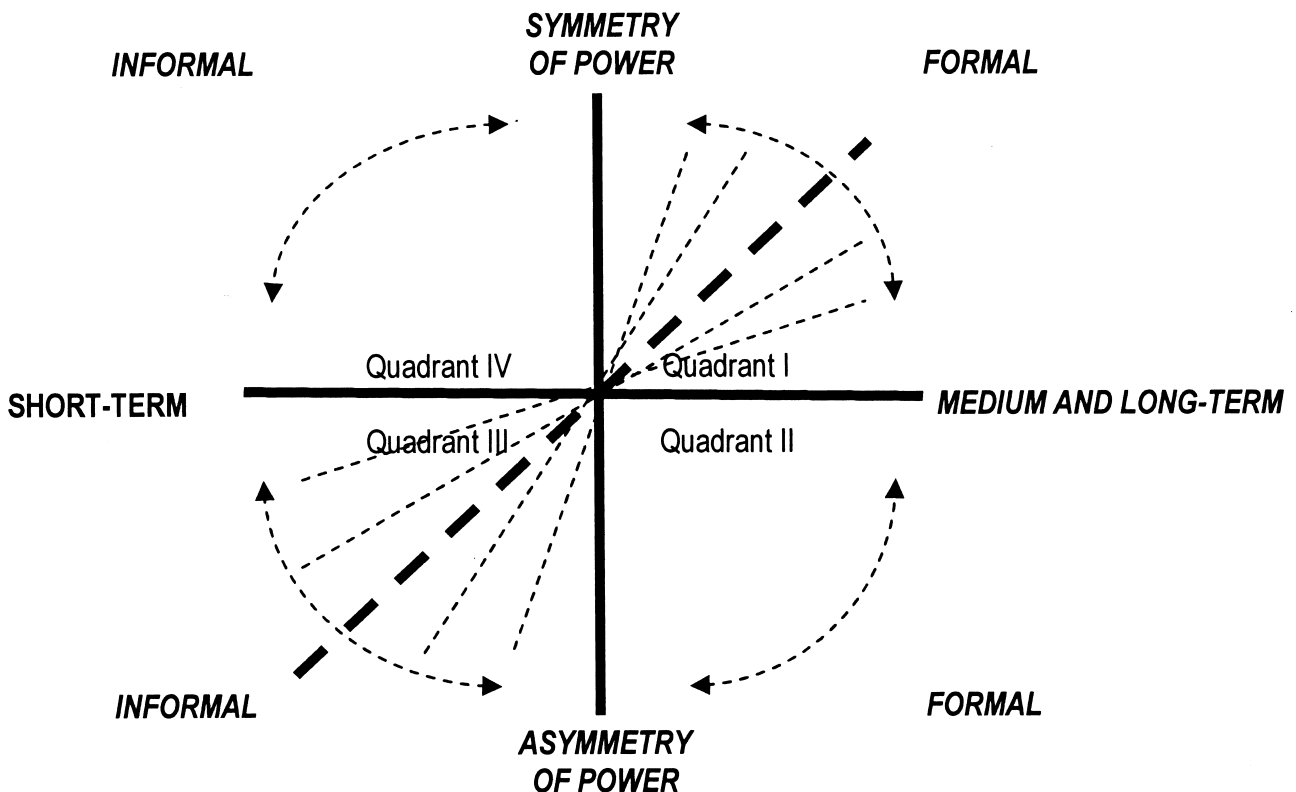 SYMMETRY
OF POWER
INFORMAL
FORMAL
Quadrant IV
Quadrant I
SHORT-TERM
MEDIUM AND LONG-TERM
Quadrant III
Quadrant II
INFORMAL
FORMAL
ASYMMETRY
OF POWER